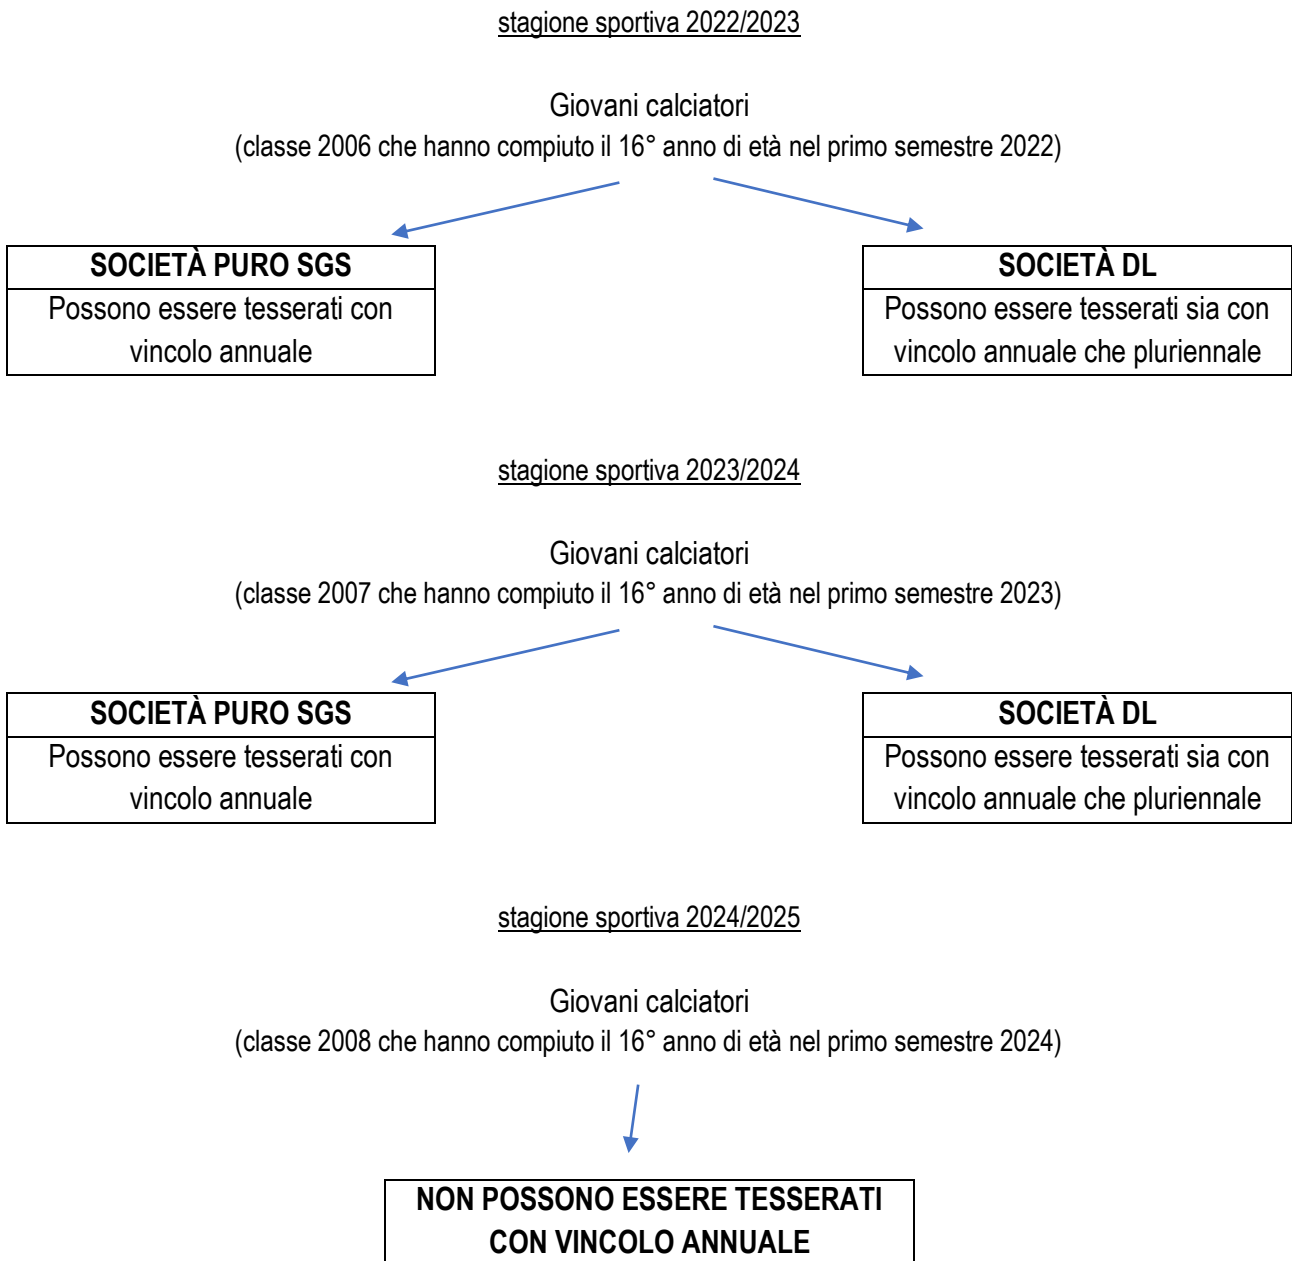 stagione sportiva 2022/2023
Giovani calciatori
(classe 2006 che hanno compiuto il 16° anno di età nel primo semestre 2022)
SOCIETÀ PURO SGS
Possono essere tesserati con
vincolo annuale
SOCIETÀ DL
Possono essere tesserati sia con
vincolo annuale che pluriennale
stagione sportiva 2023/2024
Giovani calciatori
(classe 2007 che hanno compiuto il 16° anno di età nel primo semestre 2023)
SOCIETÀ PURO SGS
Possono essere tesserati con
vincolo annuale
SOCIETÀ DL
Possono essere tesserati sia con
vincolo annuale che pluriennale
stagione sportiva 2024/2025
Giovani calciatori
(classe 2008 che hanno compiuto il 16° anno di età nel primo semestre 2024)
NON POSSONO ESSERE TESSERATI
CON VINCOLO ANNUALE